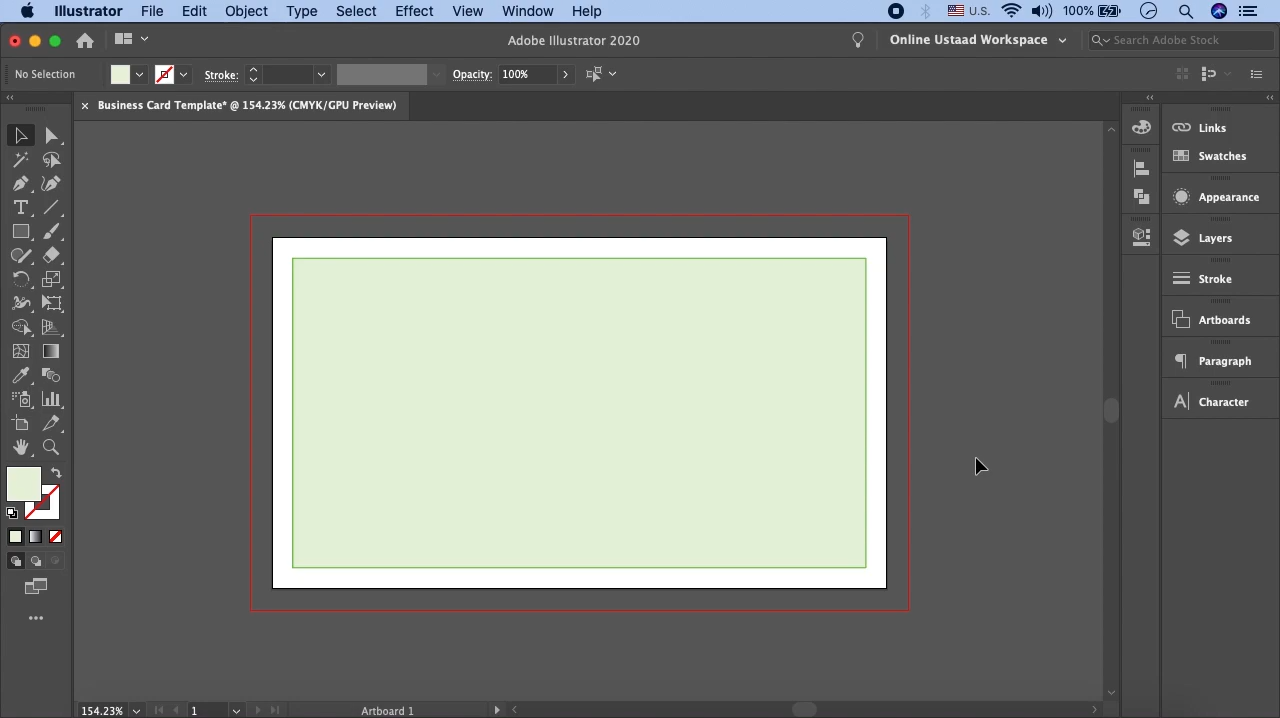 Illustrator File Edit Object Type Select Effect View Window Help U.S. 100%
Adobe Illustrator 2020 Online Ustaad Workspace Search Adobe Stock
No Selection Stroke: Opacity: 100%
Business Card Template* @ 154.23% (CMYK/GPU Preview)
Links
Swatches
Appearance
Layers
Stroke
Artboards
Paragraph
Character
154.23% 1 Artboard 1